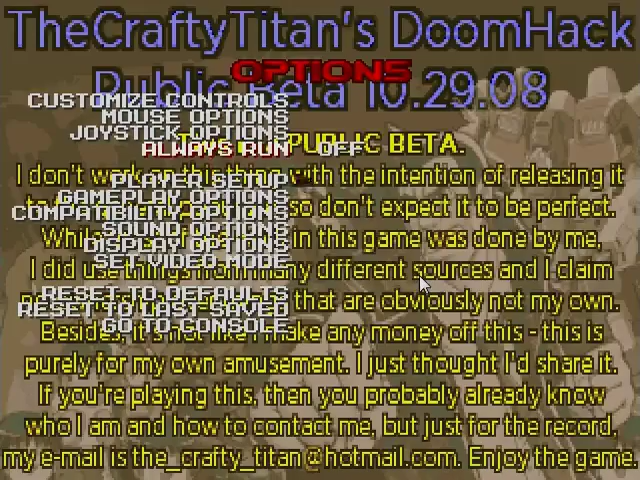 TheCraftyTitan's DoomHack
OPTIONS
Public Beta 10.29.08
CUSTOMIZE CONTROLS
MOUSE OPTIONS
JOYSTICK OPTIONS
PUBLIC BETA.
ALWAYS RUN OFF
I don't work on this thing with the intention of releasing it
PLAYER SETUP
GAMEPLAY OPTIONS
so don't expect it to be perfect.
COMPATIBILITY OPTIONS
SOUND OPTIONS
in this game was done by me,
DISPLAY OPTIONS
SET VIDEO MODE
I did use things from many different sources and I claim
RESET TO DEFAULTS
that are obviously not my own.
RESET TO LAST SAVED
GO TO CONSOLE
Besides, it's not like I make any money off this - this is
purely for my own amusement. I just thought I'd share it.
If you're playing this, then you probably already know
who I am and how to contact me, but just for the record,
my e-mail is the_crafty_titan@hotmail.com. Enjoy the game.